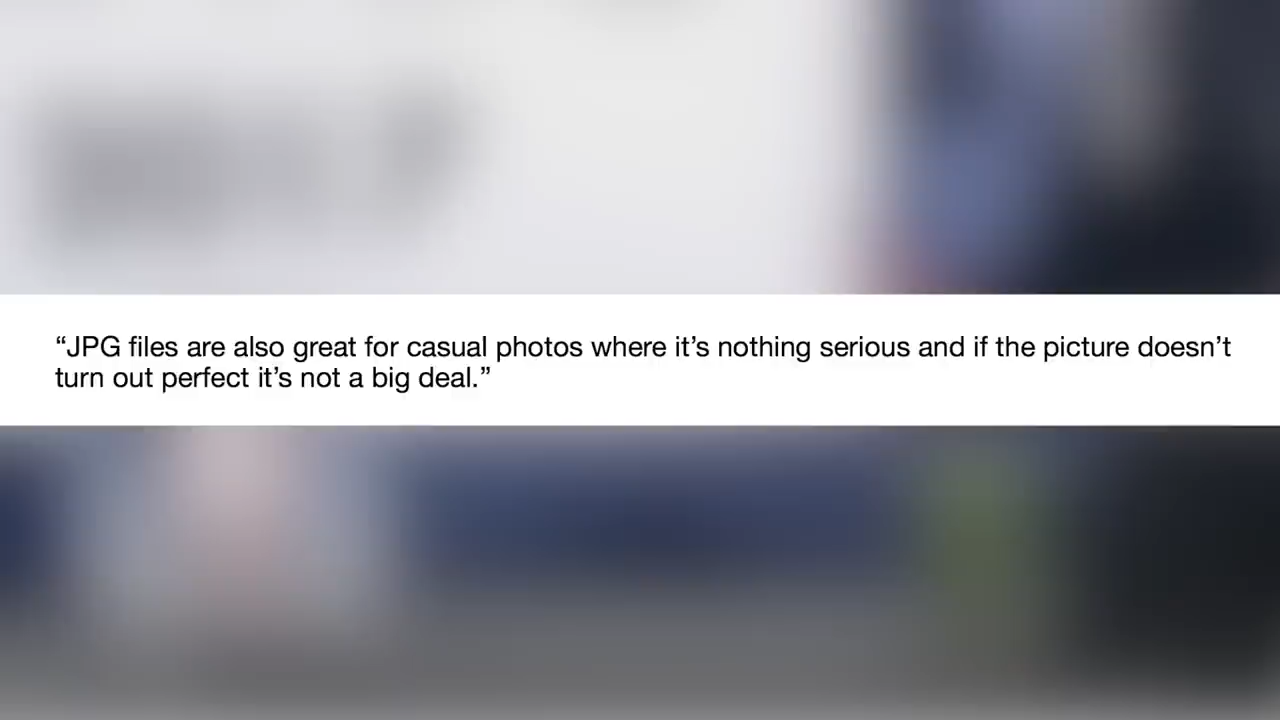 “JPG files are also great for casual photos where it’s nothing serious and if the picture doesn’t
turn out perfect it’s not a big deal.”